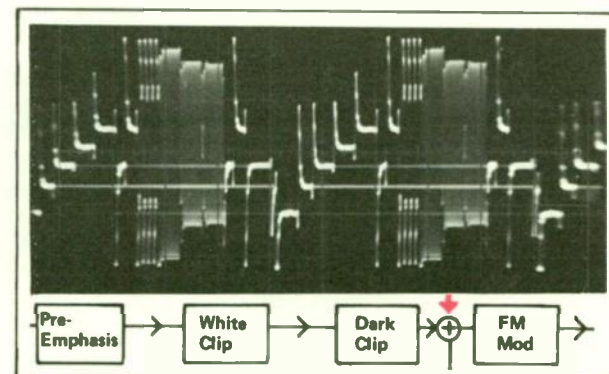 Pre-
Emphasis
White
Clip
Dark
Clip
+
FM
Mod